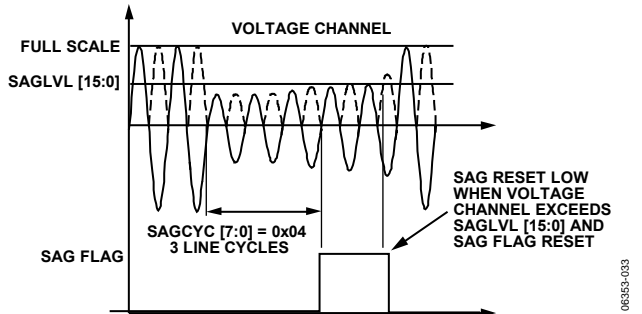 VOLTAGE CHANNEL
FULL SCALE
SAGLVL [15:0]
SAGCYC [7:0] = 0x04
3 LINE CYCLES
SAG RESET LOW
WHEN VOLTAGE
CHANNEL EXCEEDS
SAGLVL [15:0] AND
SAG FLAG RESET
SAG FLAG
06353-033